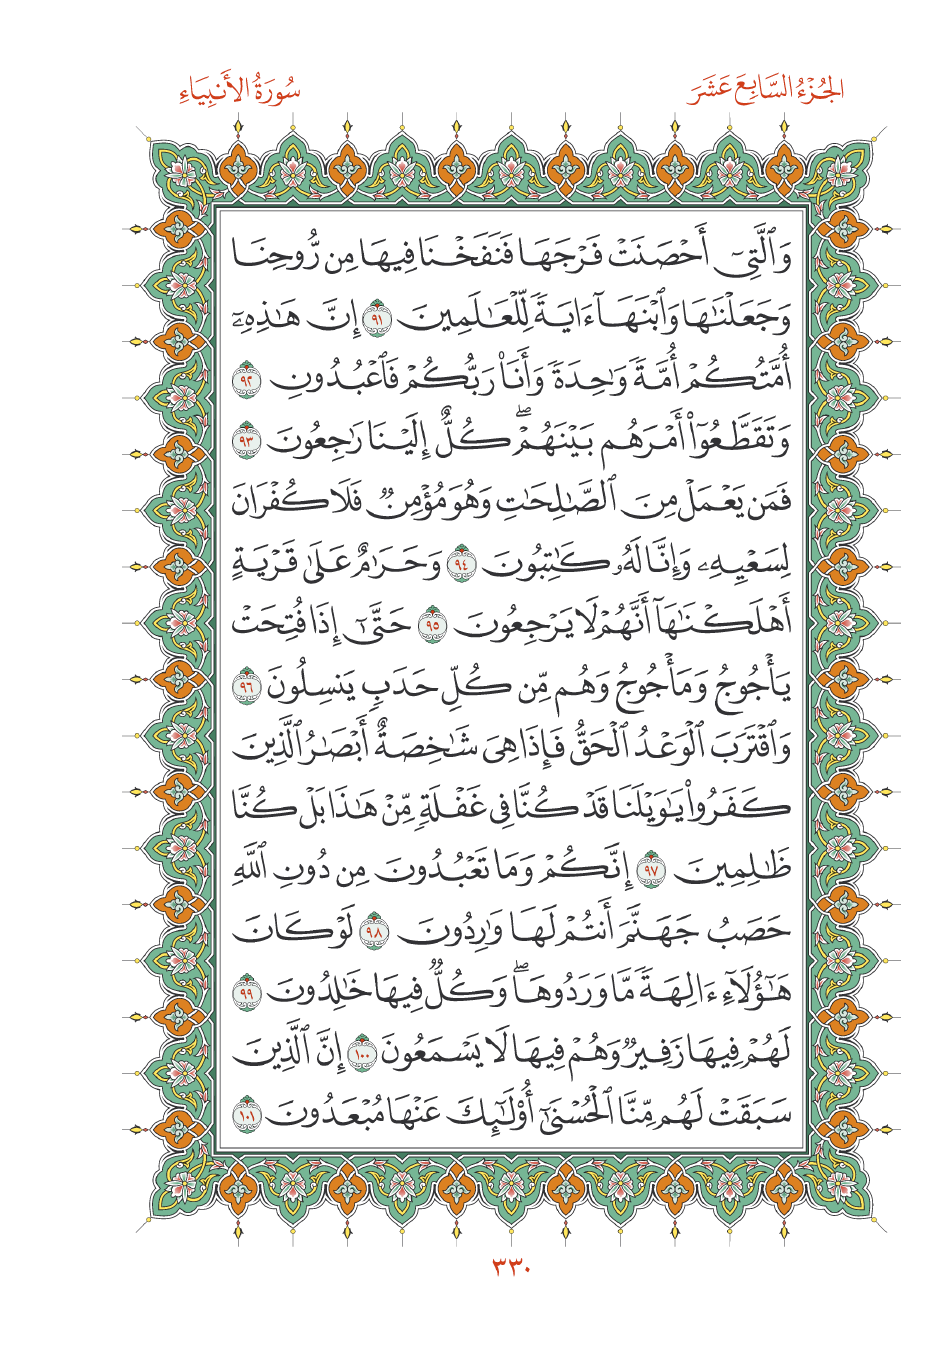 الجُزْءُ السَّابِعَ عَشَرَ
سُورَةُ الأَنبِيَاءِ
وَٱلَّتِىٓ أَحْصَنَتْ فَرْجَهَا فَنَفَخْنَا فِيهَا مِن رُّوحِنَا
وَجَعَلْنَٰهَا وَٱبْنَهَآ ءَايَةً لِّلْعَٰلَمِينَ ٩١ إِنَّ هَٰذِهِۦٓ
أُمَّتُكُمْ أُمَّةً وَٰحِدَةً وَأَنَا۠ رَبُّكُمْ فَٱعْبُدُونِ ٩٢
وَتَقَطَّعُوٓا۟ أَمْرَهُم بَيْنَهُمْ ۖ كُلٌّ إِلَيْنَا رَٰجِعُونَ ٩٣
فَمَن يَعْمَلْ مِنَ ٱلصَّٰلِحَٰتِ وَهُوَ مُؤْمِنٌ فَلَا كُفْرَانَ
لِسَعْيِهِۦ وَإِنَّا لَهُۥ كَٰتِبُونَ ٩٤ وَحَرَٰمٌ عَلَىٰ قَرْيَةٍ
أَهْلَكْنَٰهَآ أَنَّهُمْ لَا يَرْجِعُونَ ٩٥ حَتَّىٰٓ إِذَا فُتِحَتْ
يَأْجُوجُ وَمَأْجُوجُ وَهُم مِّن كُلِّ حَدَبٍ يَنسِلُونَ ٩٦
وَٱقْتَرَبَ ٱلْوَعْدُ ٱلْحَقُّ فَإِذَا هِىَ شَٰخِصَةٌ أَبْصَٰرُ ٱلَّذِينَ
كَفَرُوا۟ يَٰوَيْلَنَا قَدْ كُنَّا فِى غَفْلَةٍ مِّنْ هَٰذَا بَلْ كُنَّا
ظَٰلِمِينَ ٩٧ إِنَّكُمْ وَمَا تَعْبُدُونَ مِن دُونِ ٱللَّهِ
حَصَبُ جَهَنَّمَ أَنتُمْ لَهَا وَٰرِدُونَ ٩٨ لَوْ كَانَ
هَٰٓؤُلَآءِ ءَالِهَةً مَّا وَرَدُوهَا ۖ وَكُلٌّ فِيهَا خَٰلِدُونَ ٩٩
لَهُمْ فِيهَا زَفِيرٌ وَهُمْ فِيهَا لَا يَسْمَعُونَ ١٠٠ إِنَّ ٱلَّذِينَ
سَبَقَتْ لَهُم مِّنَّا ٱلْحُسْنَىٰٓ أُو۟لَٰٓئِكَ عَنْهَا مُبْعَدُونَ ١٠١
٣٣٠